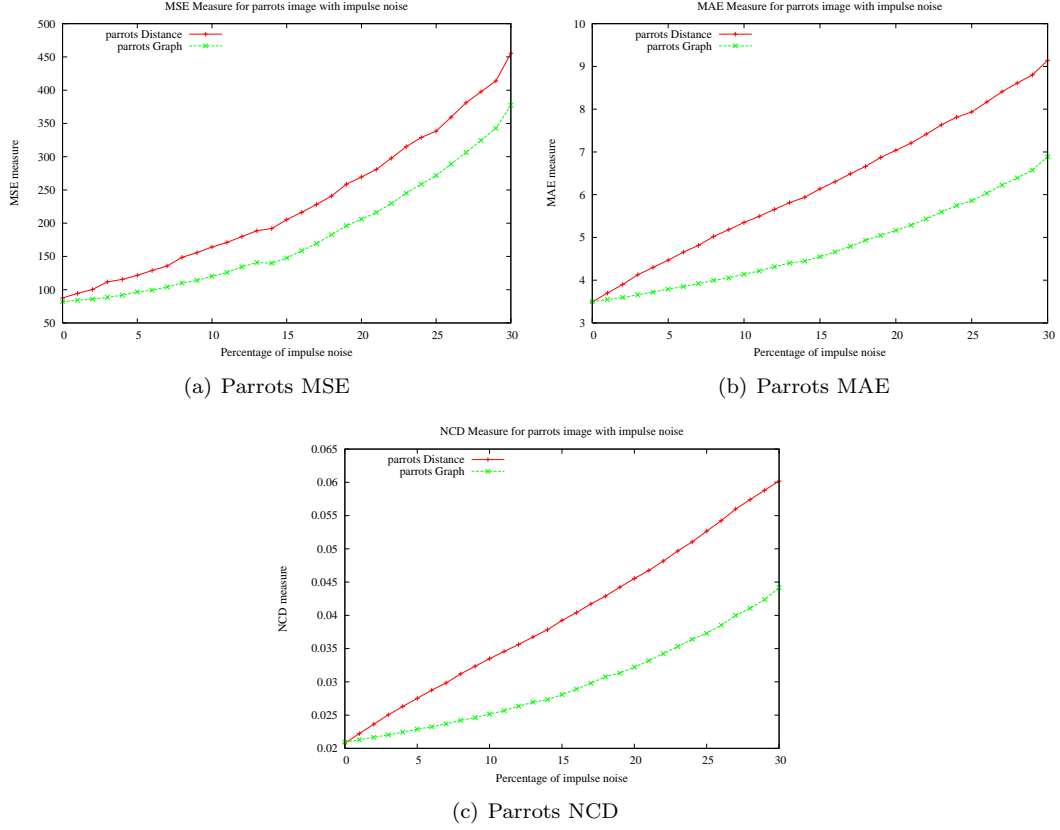 MSE Measure for parrots image with impulse noise
500
450
400
350
300
250
200
150
100
50
MSE measure
parrots Distance
parrots Graph
0 5 10 15 20 25 30
Percentage of impulse noise
(a) Parrots MSE
MAE Measure for parrots image with impulse noise
10
9
8
7
6
5
4
3
MAE measure
parrots Distance
parrots Graph
0 5 10 15 20 25 30
Percentage of impulse noise
(b) Parrots MAE
NCD Measure for parrots image with impulse noise
0.065
0.06
0.055
0.05
0.045
0.04
0.035
0.03
0.025
0.02
NCD measure
parrots Distance
parrots Graph
0 5 10 15 20 25 30
Percentage of impulse noise
(c) Parrots NCD